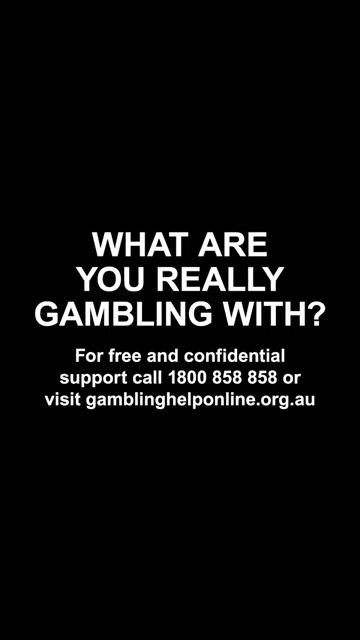 WHAT ARE
YOU REALLY
GAMBLING WITH?
For free and confidential
support call 1800 858 858 or
visit gamblinghelponline.org.au